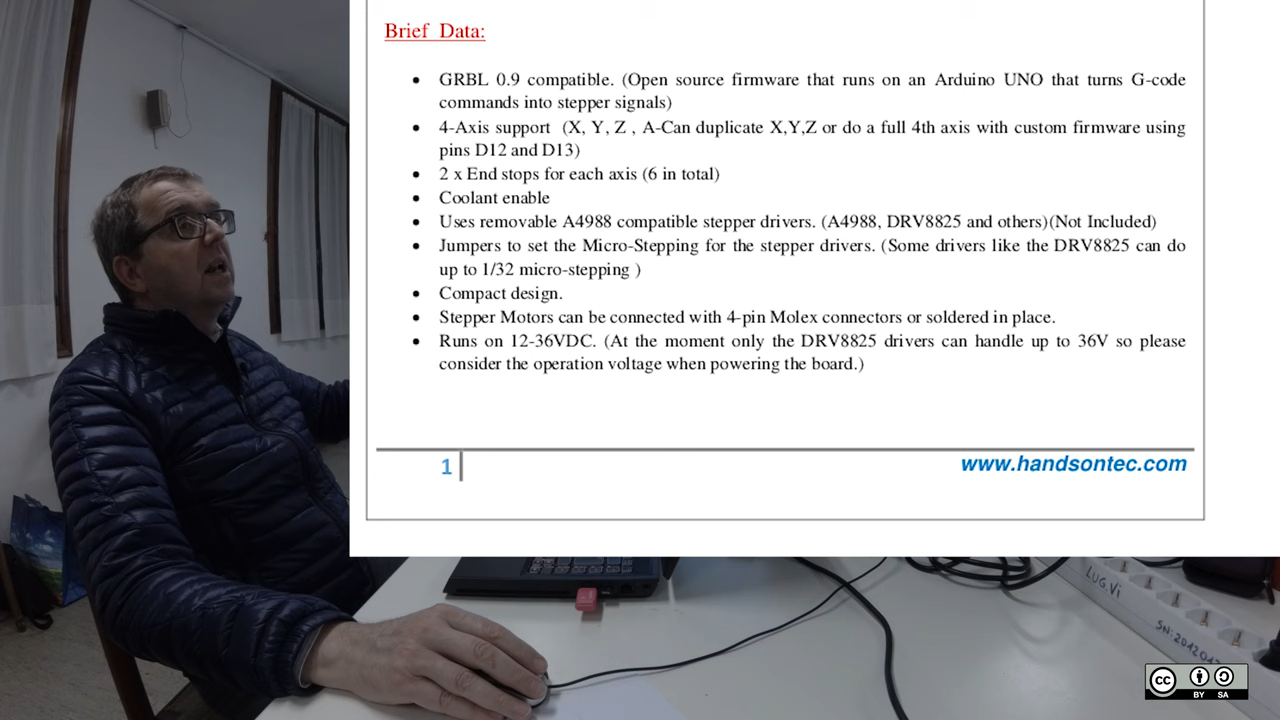 Brief Data:
• GRBL 0.9 compatible. (Open source firmware that runs on an Arduino UNO that turns G-code
commands into stepper signals)
• 4-Axis support (X, Y, Z , A-Can duplicate X,Y,Z or do a full 4th axis with custom firmware using
pins D12 and D13)
• 2 x End stops for each axis (6 in total)
• Coolant enable
• Uses removable A4988 compatible stepper drivers. (A4988, DRV8825 and others)(Not Included)
• Jumpers to set the Micro-Stepping for the stepper drivers. (Some drivers like the DRV8825 can do
up to 1/32 micro-stepping )
• Compact design.
• Stepper Motors can be connected with 4-pin Molex connectors or soldered in place.
• Runs on 12-36VDC. (At the moment only the DRV8825 drivers can handle up to 36V so please
consider the operation voltage when powering the board.)
1
www.handsontec.com
LUG.Vi
cc
BY SA